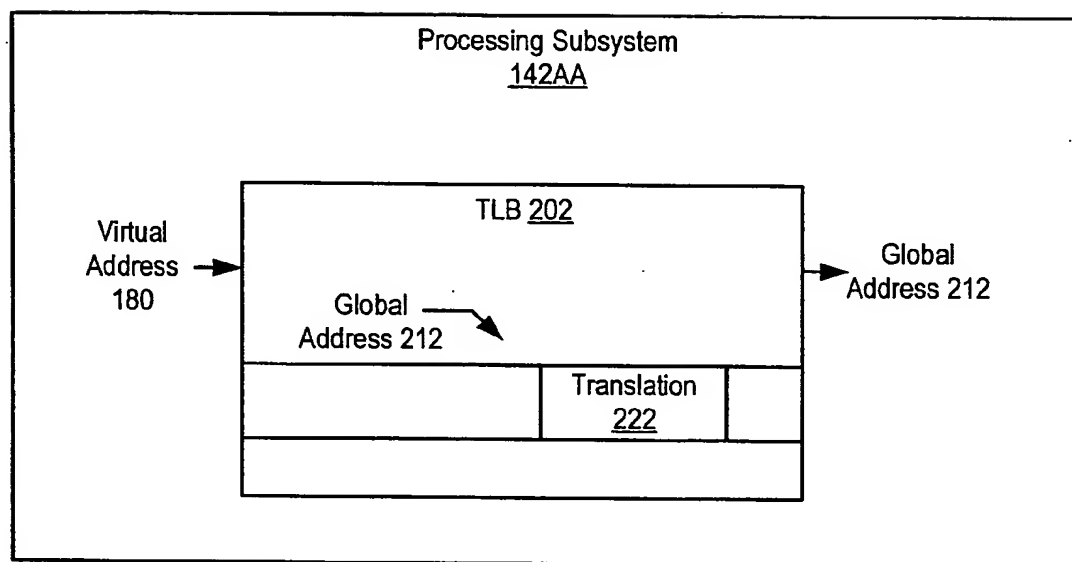 Processing Subsystem
142AA
TLB 202
Virtual
Address
180
Global
Address 212
Global
Address 212
Translation
222